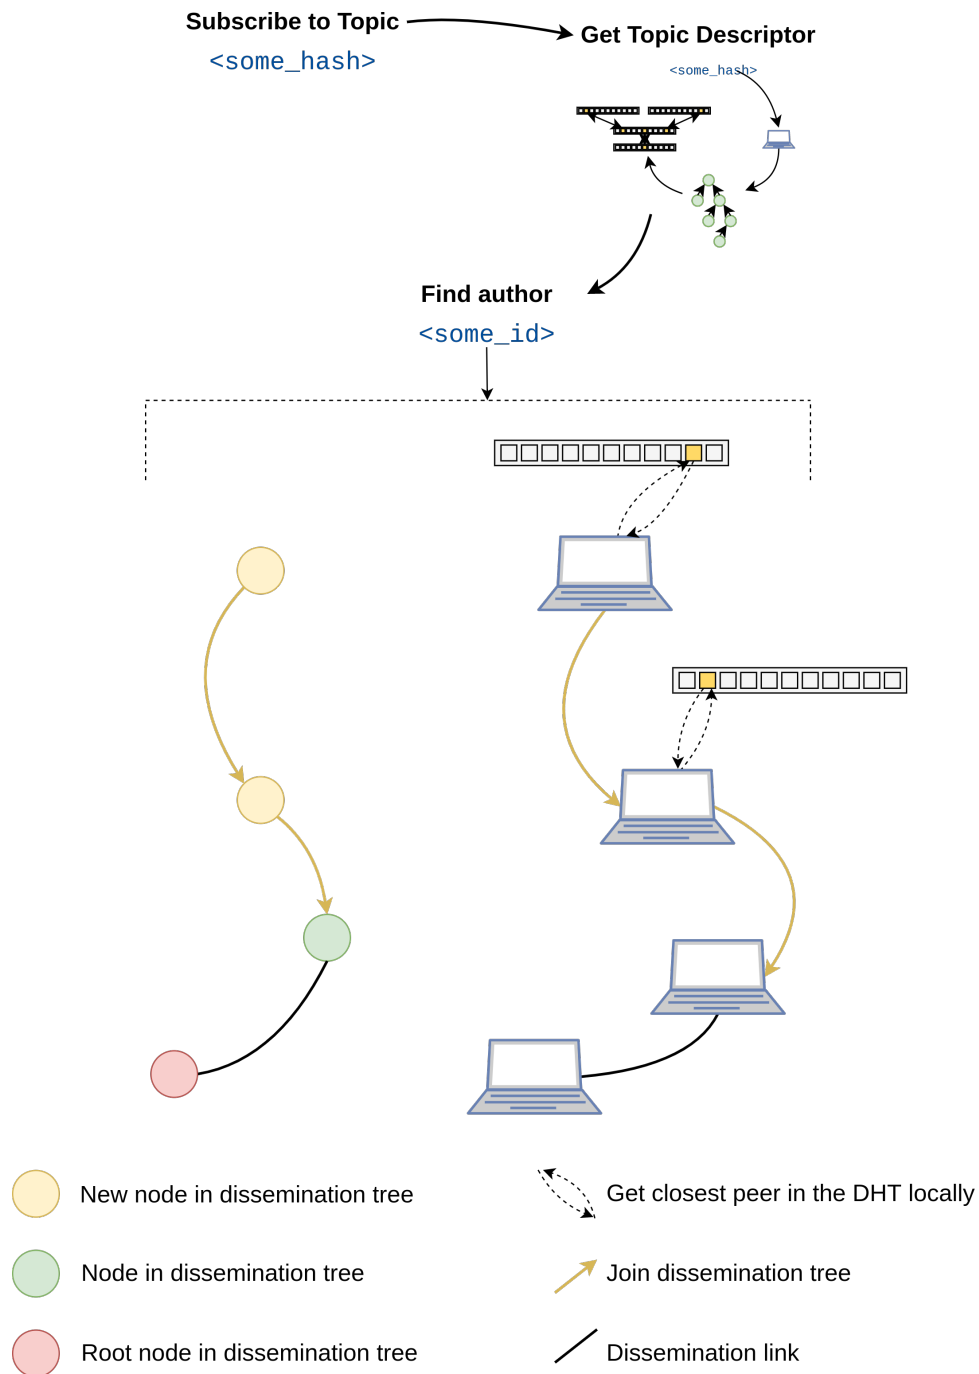 Subscribe to Topic
<some_hash>
Get Topic Descriptor
<some_hash>
Find author
<some_id>
New node in dissemination tree
Get closest peer in the DHT locally
Node in dissemination tree
Join dissemination tree
Root node in dissemination tree
Dissemination link